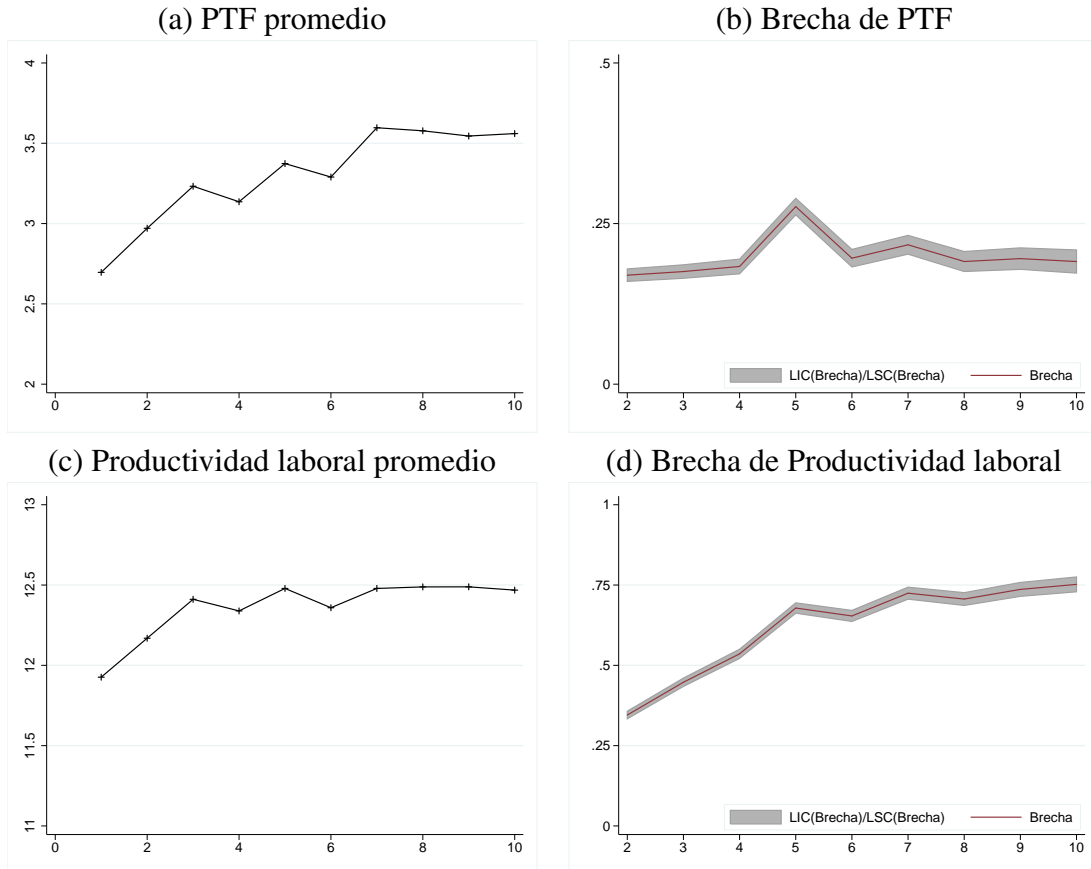 (a) PTF promedio
4
3.5
3
2.5
2
0 2 4 6 8 10
(b) Brecha de PTF
.5
.25
0
LIC(Brecha)/LSC(Brecha) Brecha
2 3 4 5 6 7 8 9 10
(c) Productividad laboral promedio
13
12.5
12
11.5
11
0 2 4 6 8 10
(d) Brecha de Productividad laboral
1
.75
.5
.25
0
LIC(Brecha)/LSC(Brecha) Brecha
2 3 4 5 6 7 8 9 10